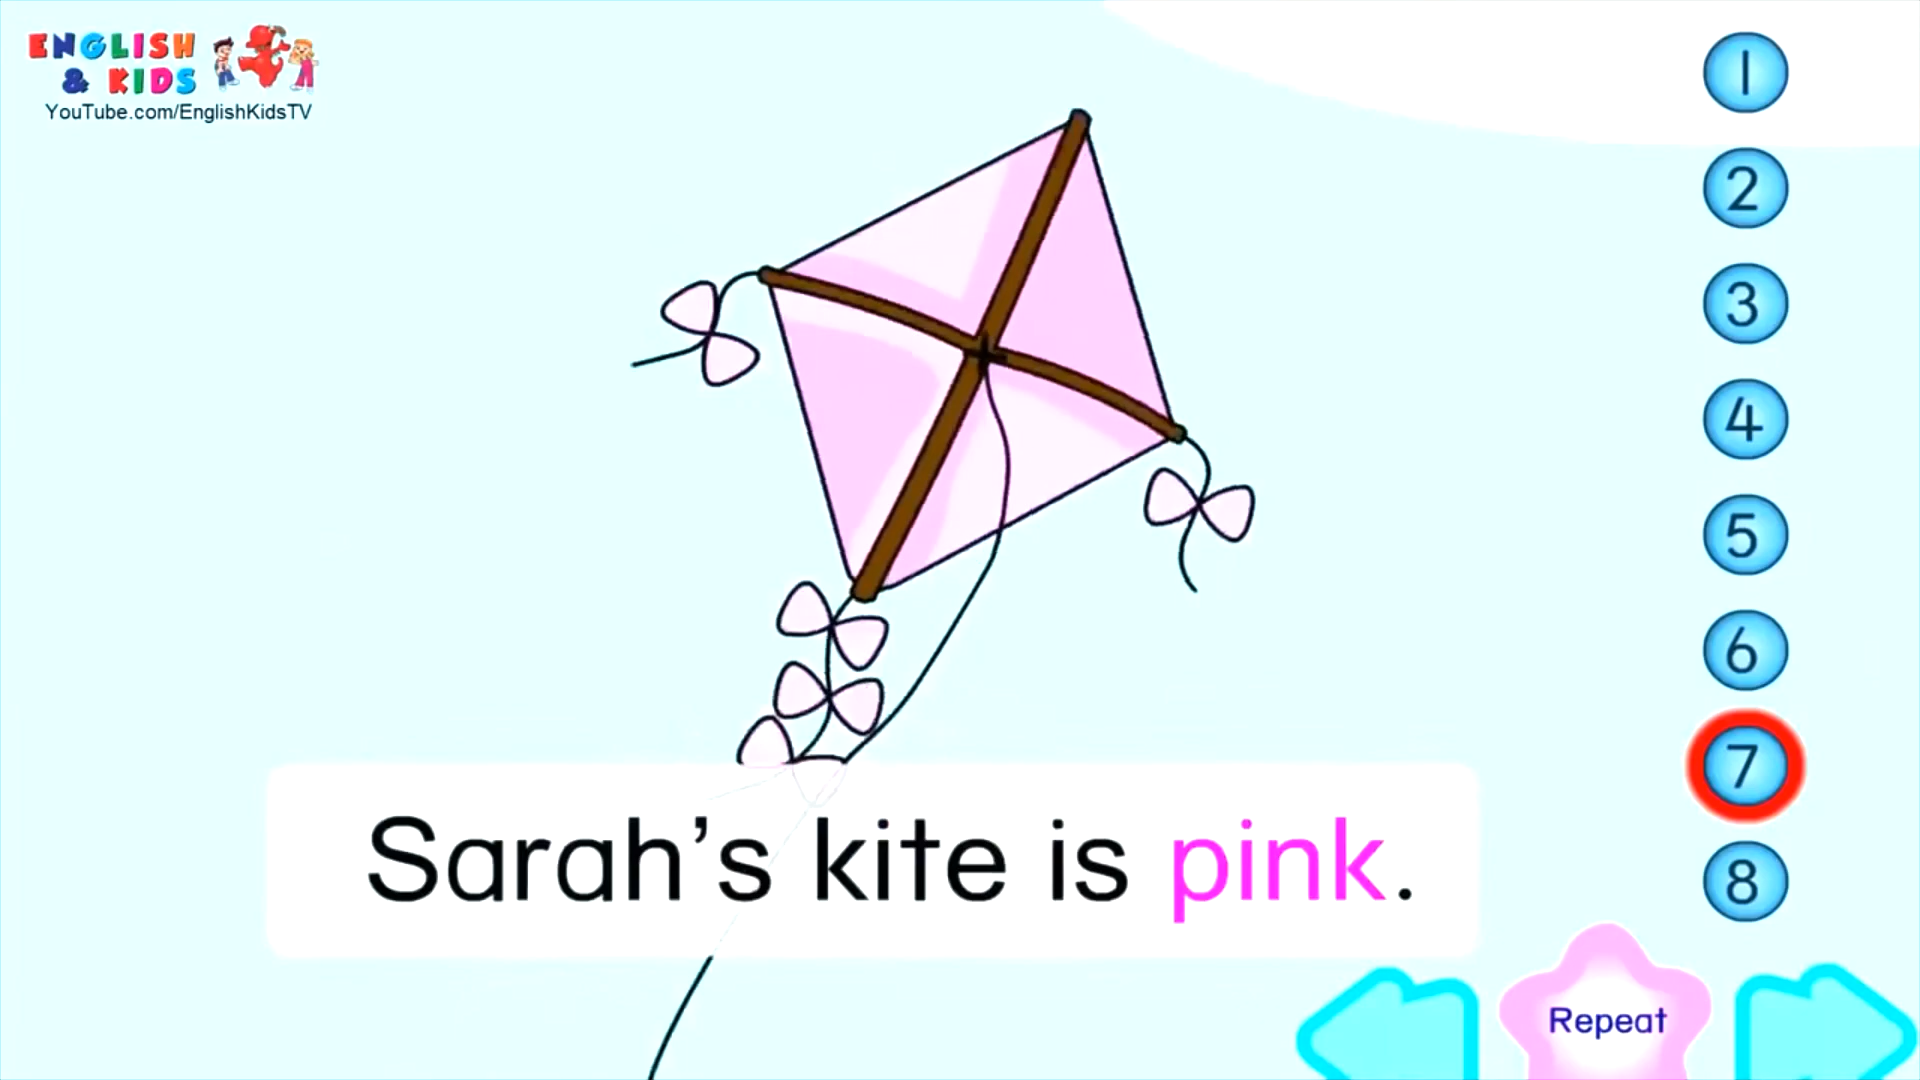 ENGLISH
& KIDS
YouTube.com/EnglishKidsTV
1
2
3
4
5
6
7
8
Sarah’s kite is pink.
Repeat